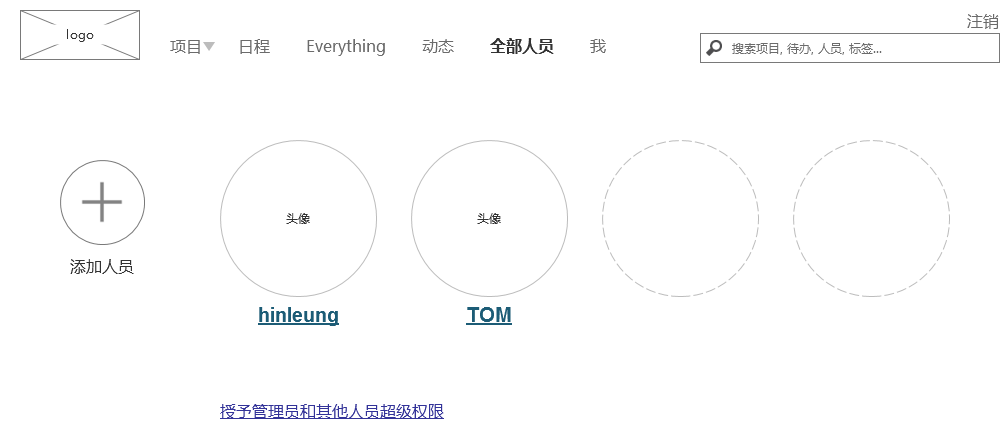 logo
注销
项目 日程 Everything 动态 全部人员 我
搜索项目, 待办, 人员, 标签...
头像 头像
添加人员
hinleung TOM
授予管理员和其他人员超级权限